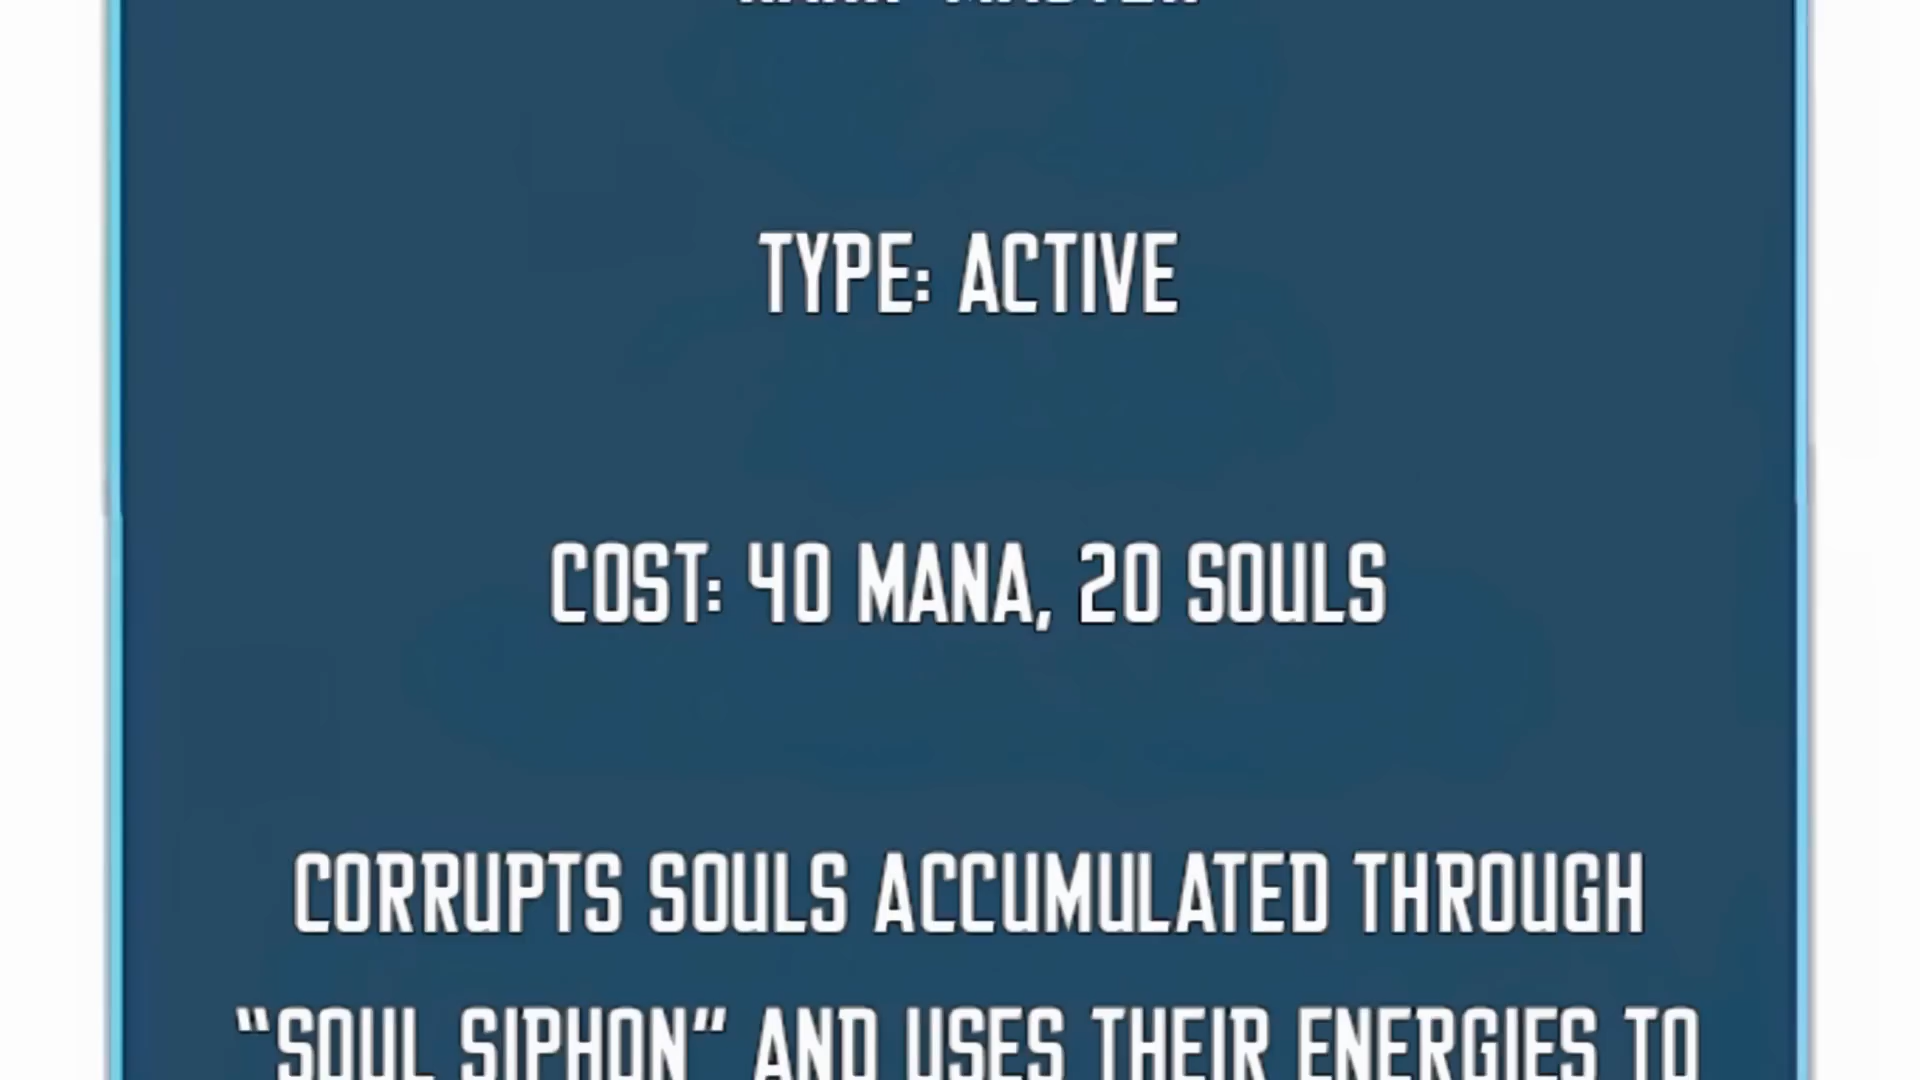 TYPE: ACTIVE
COST: 40 MANA, 20 SOULS
CORRUPTS SOULS ACCUMULATED THROUGH
“SOUL SIPHON” AND USES THEIR ENERGIES TO